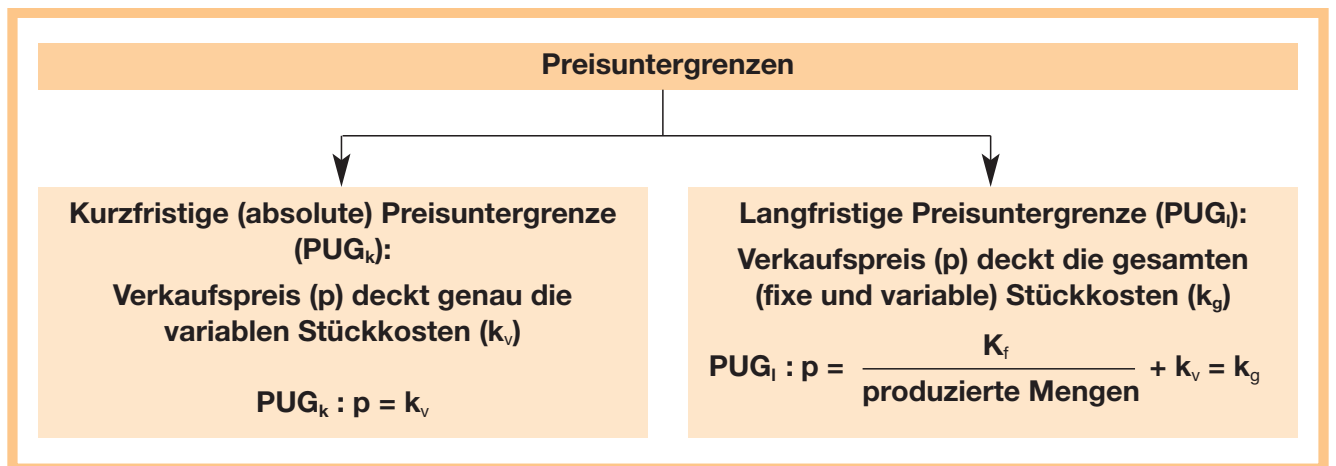 Preisuntergrenzen
Kurzfristige (absolute) Preisuntergrenze
(PUGk):
Verkaufspreis (p) deckt genau die
variablen Stückkosten (kv)
PUGk : p = kv
Langfristige Preisuntergrenze (PUGl):
Verkaufspreis (p) deckt die gesamten
(fixe und variable) Stückkosten (kg)
Kf
PUGl : p = + kv = kg
produzierte Mengen